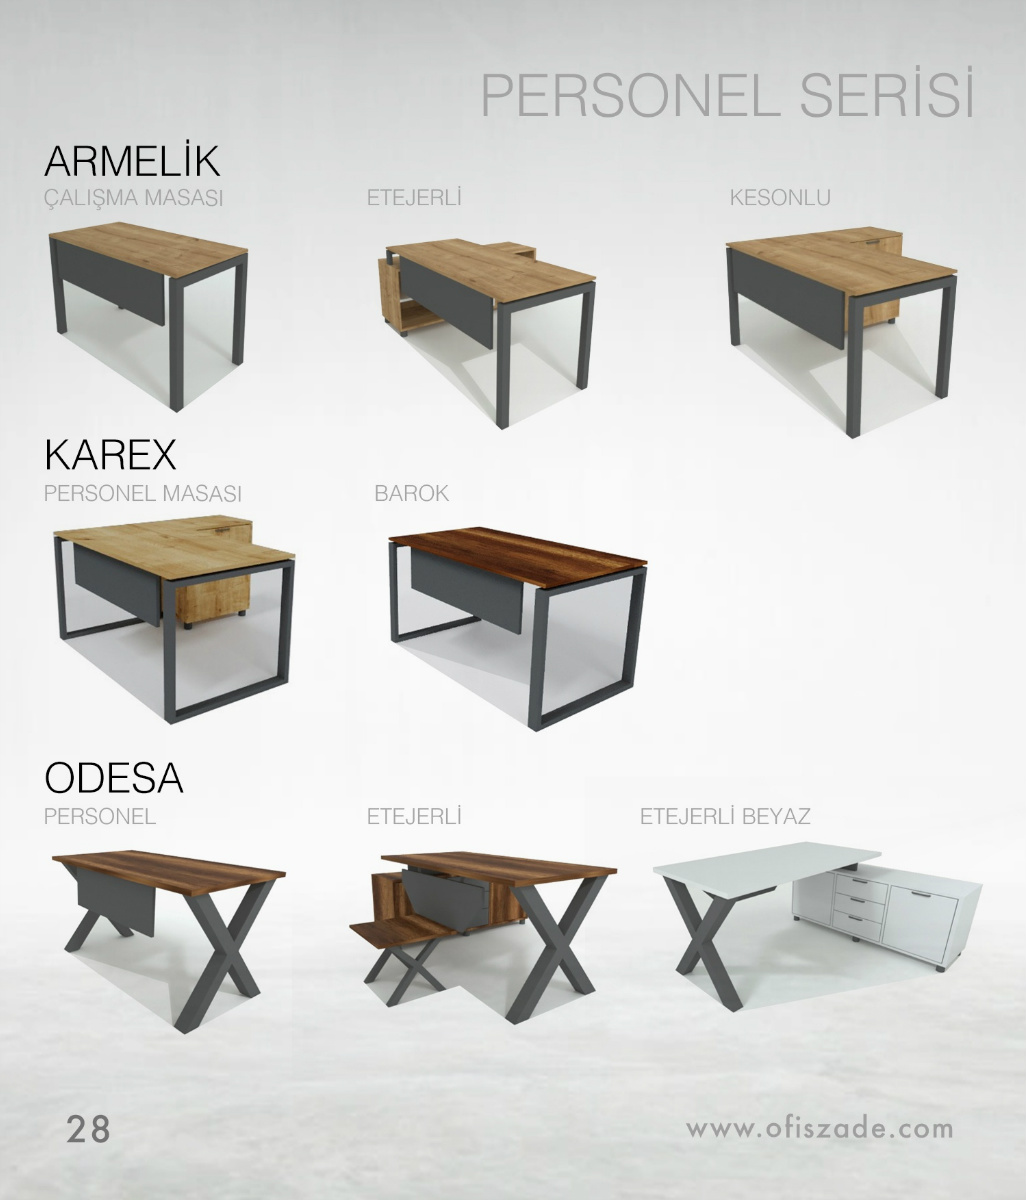 PERSONEL SERİSİ
ARMELİK
ÇALIŞMA MASASI
ETEJERLİ
KESONLU
KAREX
PERSONEL MASASI
BAROK
ODESA
PERSONEL
ETEJERLİ
ETEJERLİ BEYAZ
28
www.ofiszade.com